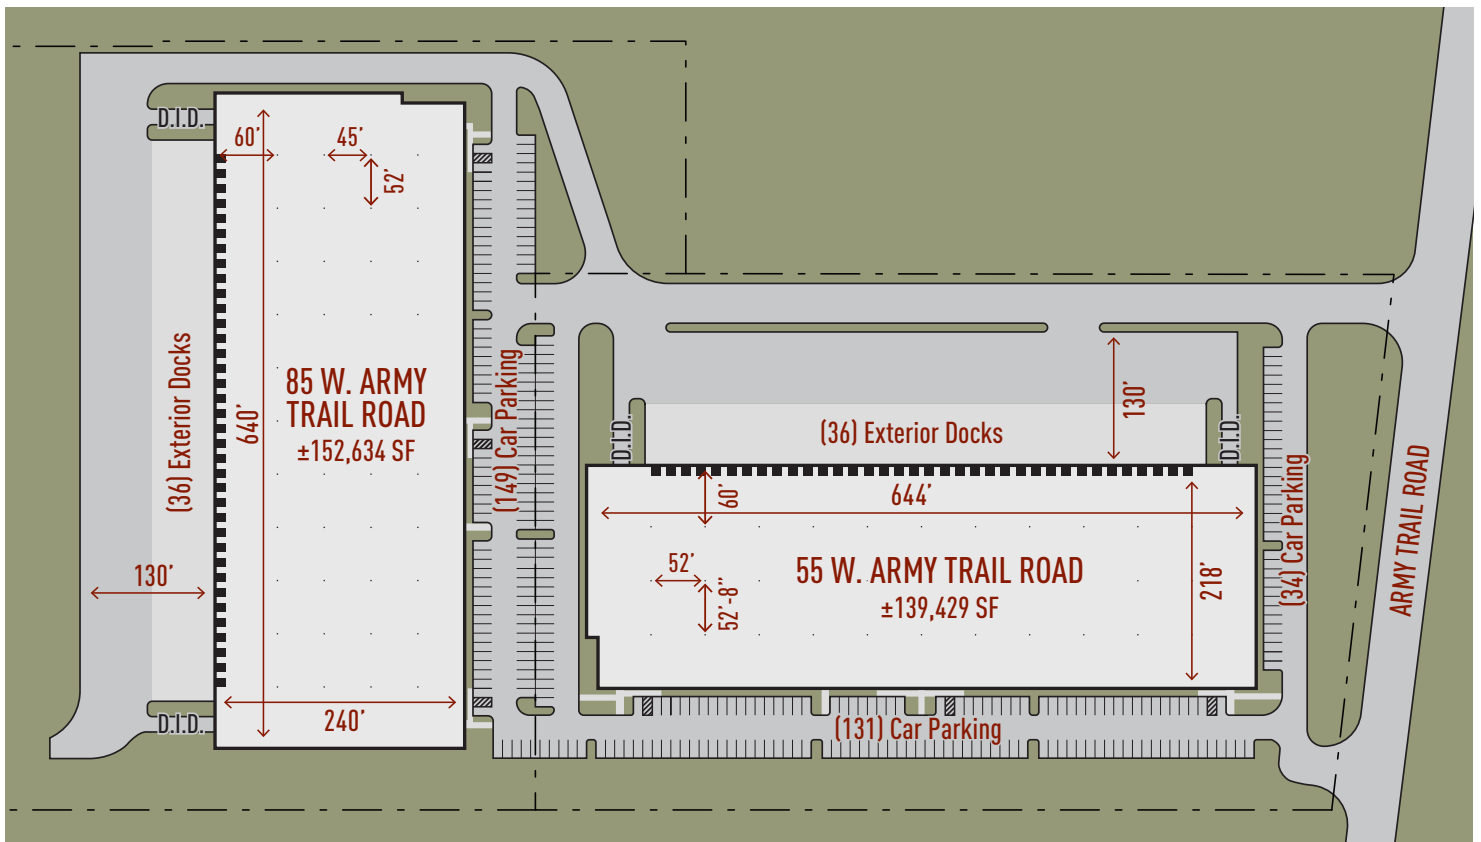 D.I.D.
60'
45'
52'
(36) Exterior Docks
640'
85 W. ARMY
TRAIL ROAD
±152,634 SF
(149) Car Parking
130'
240'
D.I.D.
D.I.D.
(36) Exterior Docks
130'
D.I.D.
60'
644'
52'
52'-8"
55 W. ARMY TRAIL ROAD
±139,429 SF
218'
(34) Car Parking
ARMY TRAIL ROAD
(131) Car Parking